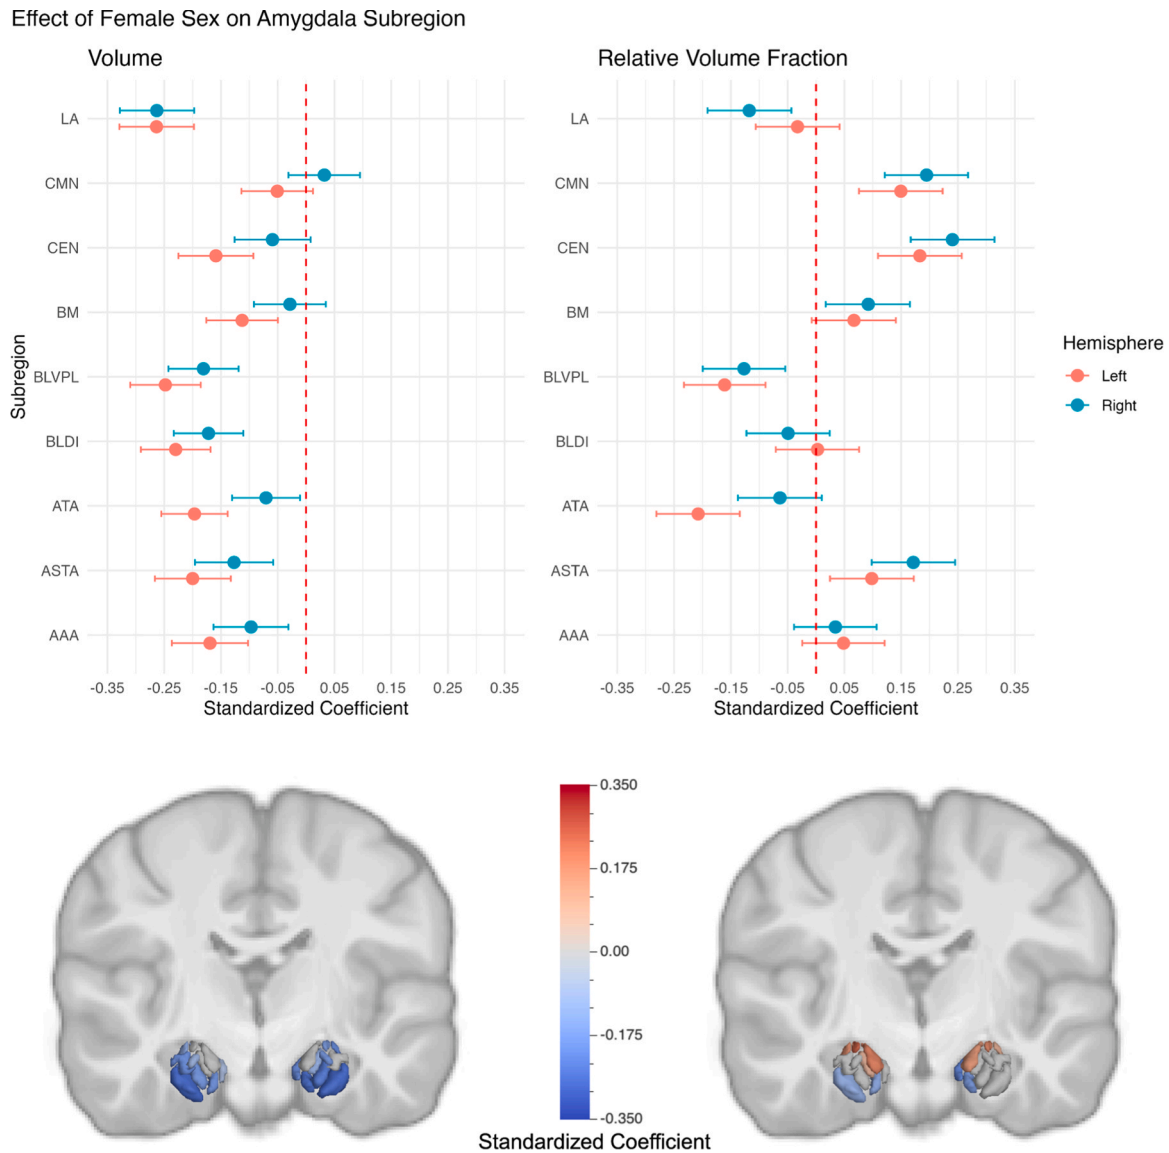 Effect of Female Sex on Amygdala Subregion
Volume
LA
CMN
CEN
BM
BLVPL
BLDI
ATA
ASTA
AAA
Subregion
-0.35 -0.25 -0.15 -0.05 0.05 0.15 0.25 0.35
Standardized Coefficient
Relative Volume Fraction
LA
CMN
CEN
BM
BLVPL
BLDI
ATA
ASTA
AAA
-0.35 -0.25 -0.15 -0.05 0.05 0.15 0.25 0.35
Standardized Coefficient
Hemisphere
Left
Right
0.350
0.175
0.00
-0.175
-0.350
Standardized Coefficient